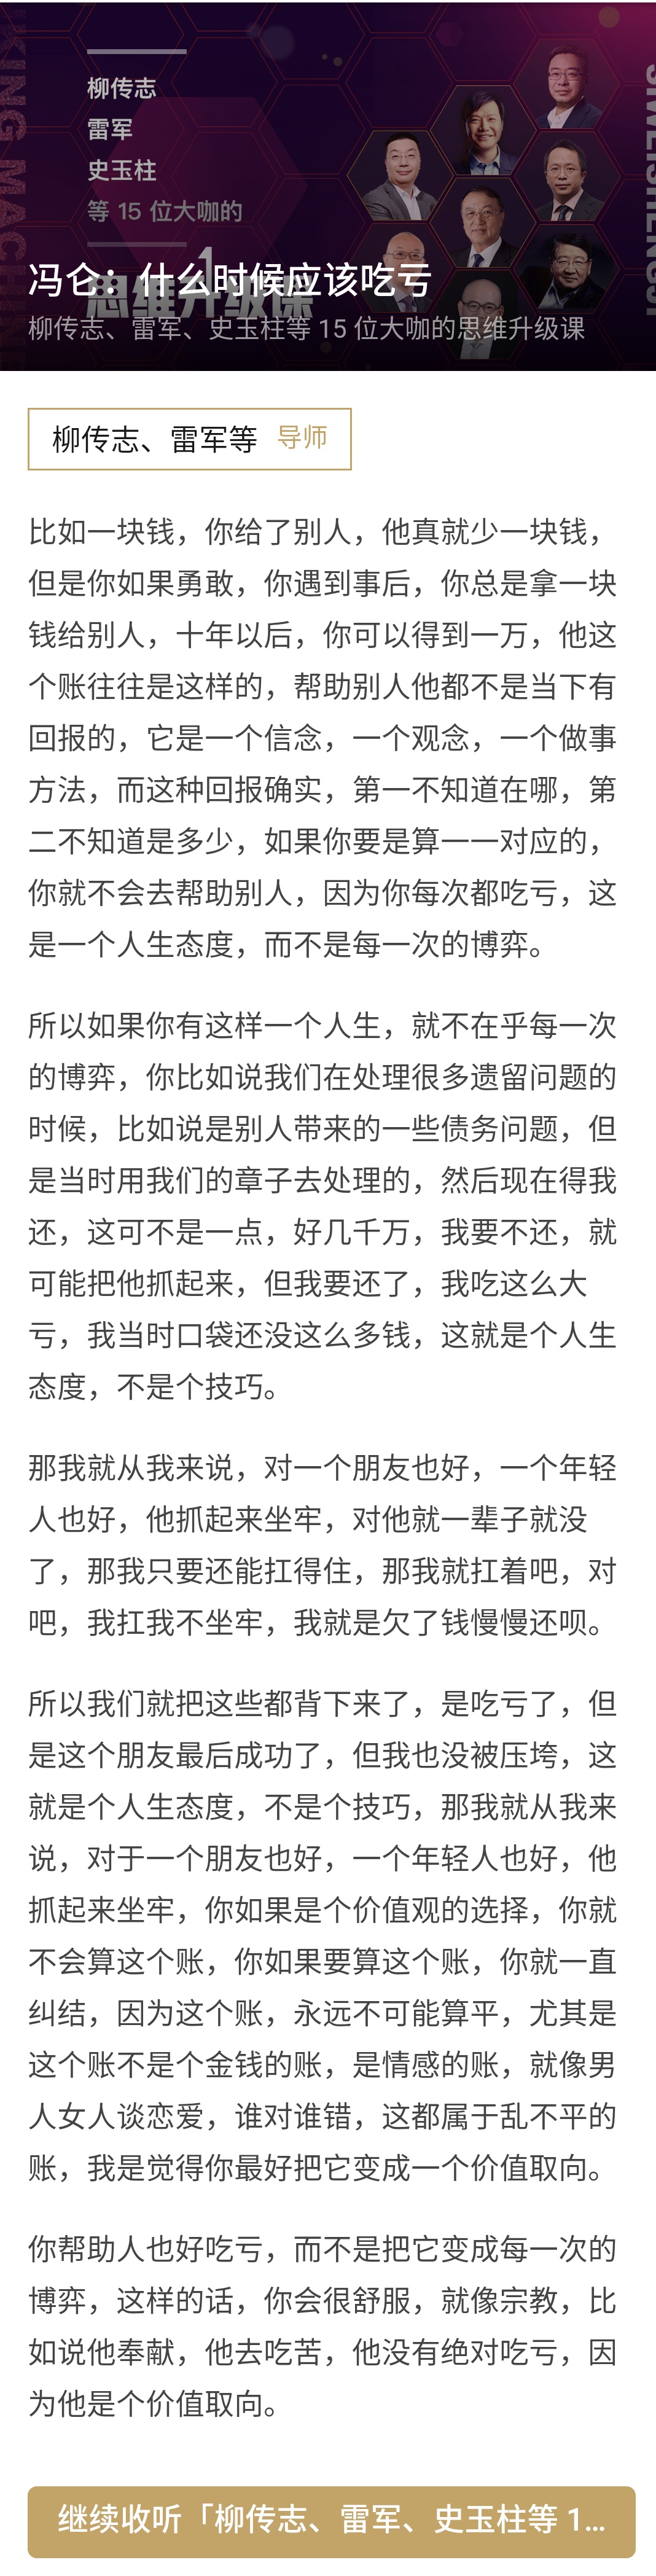 柳传志
雷军
史玉柱
等 15 位大咖的
思维升级课
冯仑：什么时候应该吃亏
柳传志、雷军、史玉柱等 15 位大咖的思维升级课
柳传志、雷军等 导师
比如一块钱，你给了别人，他真就少一块钱，
但是你如果勇敢，你遇到事后，你总是拿一块
钱给别人，十年以后，你可以得到一万，他这
个账往往是这样的，帮助别人他都不是当下有
回报的，它是一个信念，一个观念，一个做事
方法，而这种回报确实，第一不知道在哪，第
二不知道是多少，如果你要是算一一对应的，
你就不会去帮助别人，因为你每次都吃亏，这
是一个人生态度，而不是每一次的博弈。
所以如果你有这样一个人生，就不在乎每一次
的博弈，你比如说我们在处理很多遗留问题的
时候，比如说是别人带来的一些债务问题，但
是当时用我们的章子去处理的，然后现在得我
还，这可不是一点，好几千万，我要不还，就
可能把他抓起来，但我要还了，我吃这么大
亏，我当时口袋还没这么多钱，这就是个人生
态度，不是个技巧。
那我就从我来说，对一个朋友也好，一个年轻
人也好，他抓起来坐牢，对他就一辈子就没
了，那我只要还能扛得住，那我就扛着吧，对
吧，我扛我不坐牢，我就是欠了钱慢慢还呗。
所以我们就把这些都背下来了，是吃亏了，但
是这个朋友最后成功了，但我也没被压垮，这
就是个人生态度，不是个技巧，那我就从我来
说，对于一个朋友也好，一个年轻人也好，他
抓起来坐牢，你如果是个价值观的选择，你就
不会算这个账，你如果要算这个账，你就一直
纠结，因为这个账，永远不可能算平，尤其是
这个账不是个金钱的账，是情感的账，就像男
人女人谈恋爱，谁对谁错，这都属于乱不平的
账，我是觉得你最好把它变成一个价值取向。
你帮助人也好吃亏，而不是把它变成每一次的
博弈，这样的话，你会很舒服，就像宗教，比
如说他奉献，他去吃苦，他没有绝对吃亏，因
为他是个价值取向。
继续收听「柳传志、雷军、史玉柱等 1...